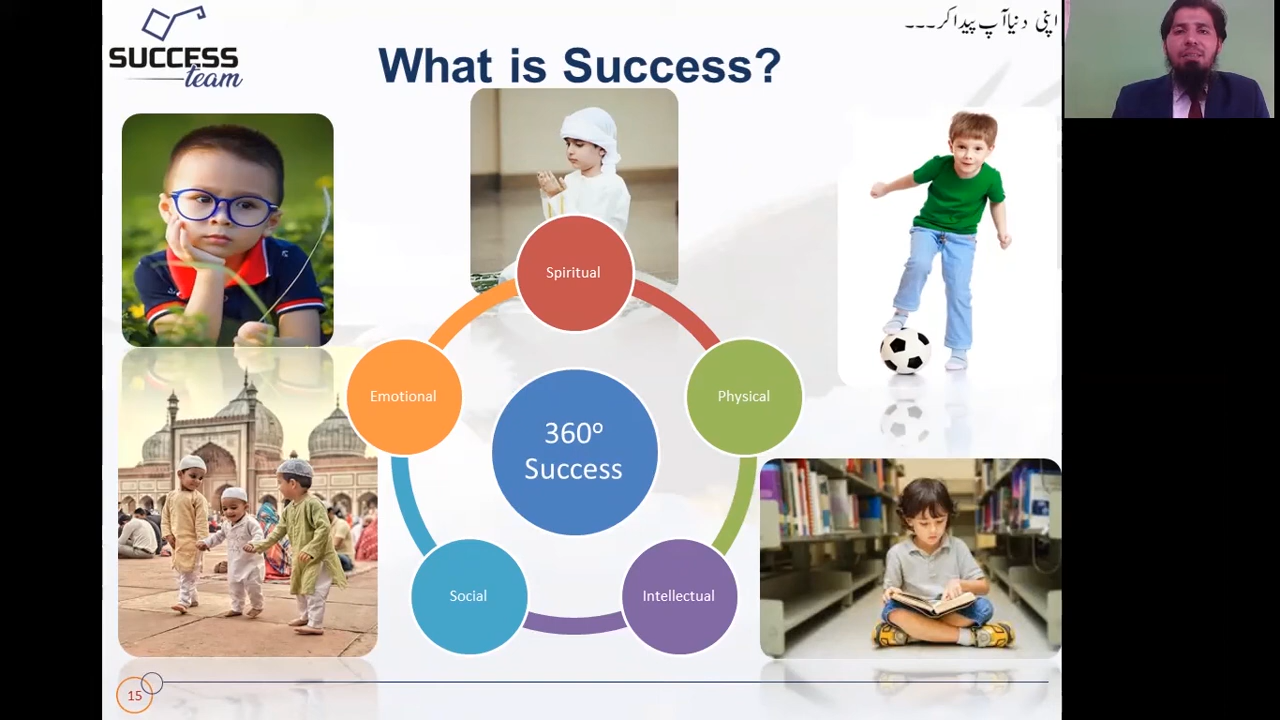 SUCCESS
team
اپنی دنیا آپ پیدا کر۔۔۔
What is Success?
Spiritual
Emotional
Physical
360º
Success
Social
Intellectual
15